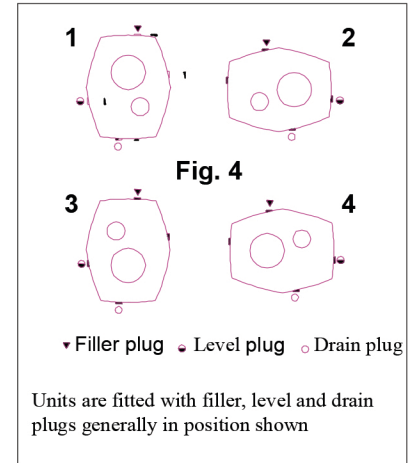 1 2
Fig. 4
3 4
Filler plug Level plug Drain plug
Units are fitted with filler, level and drain
plugs generally in position shown